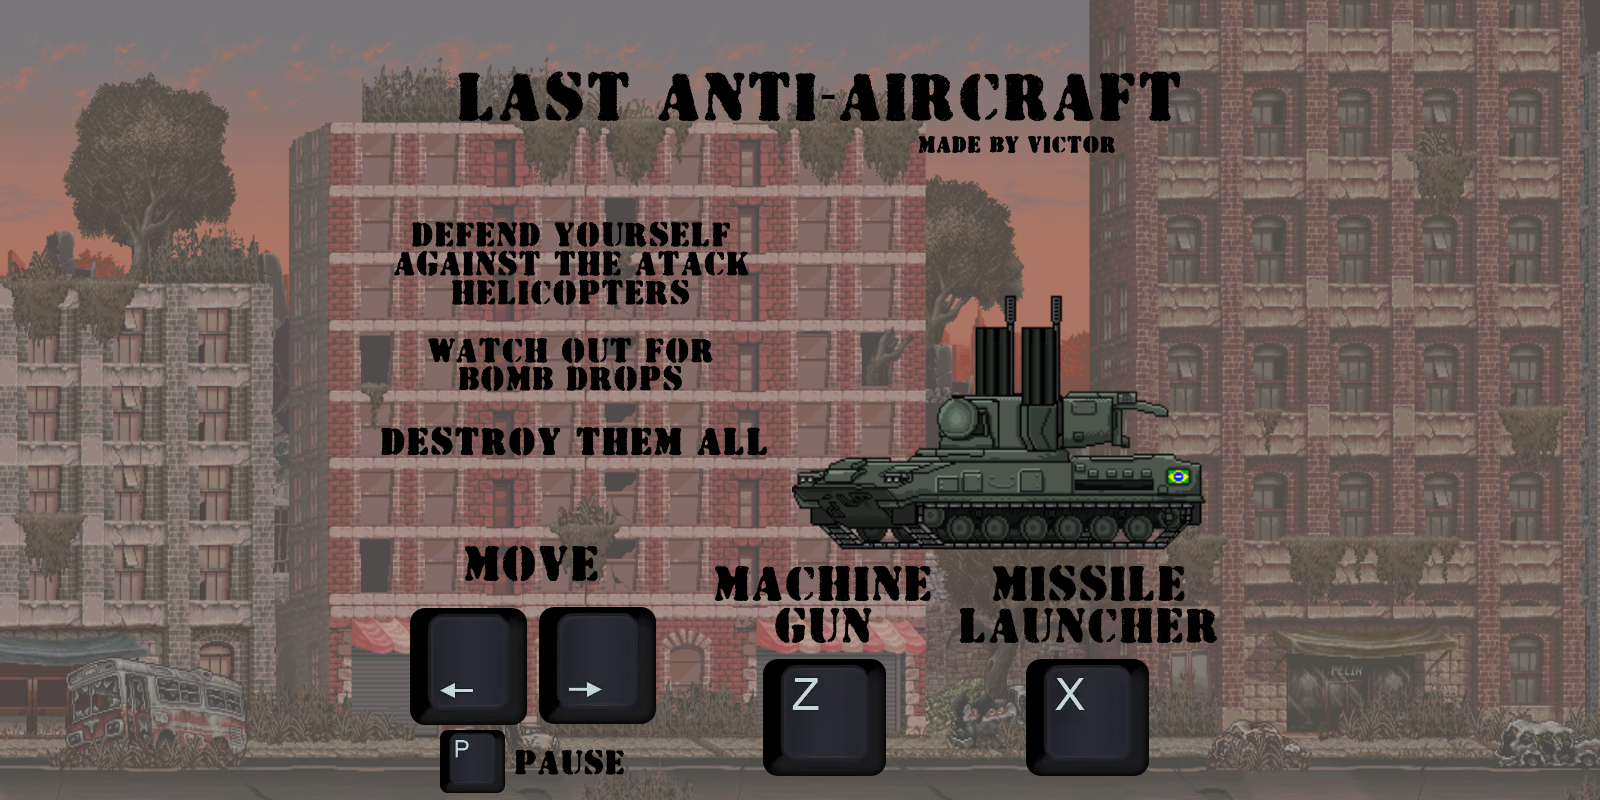 LAST ANTI-AIRCRAFT
MADE BY VICTOR
DEFEND YOURSELF
AGAINST THE ATACK
HELICOPTERS
WATCH OUT FOR
BOMB DROPS
DESTROY THEM ALL
MOVE
←
→
P
PAUSE
MACHINE
GUN
Z
MISSILE
LAUNCHER
X